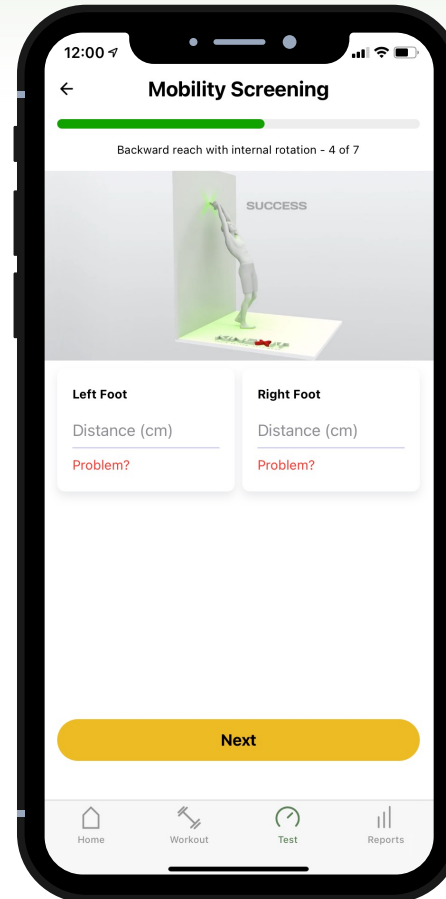 12:00
Mobility Screening
Backward reach with internal rotation - 4 of 7
SUCCESS
Left Foot
Right Foot
Distance (cm)
Distance (cm)
Problem?
Problem?
Next
Home
Workout
Test
Reports